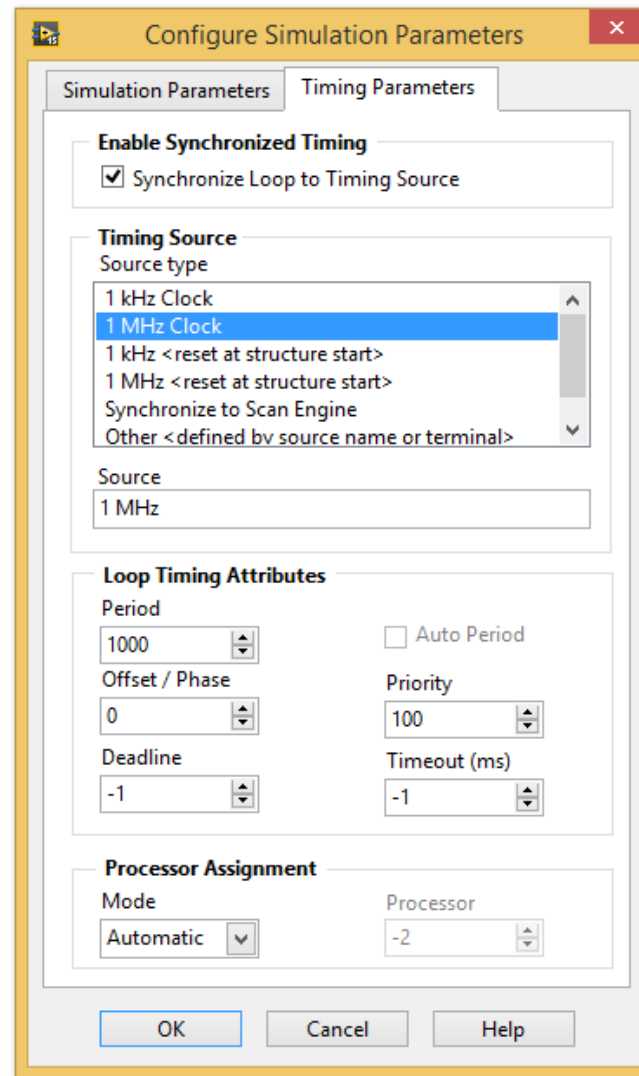 Configure Simulation Parameters
Simulation Parameters
Timing Parameters
Enable Synchronized Timing
Synchronize Loop to Timing Source
Timing Source
Source type
1 kHz Clock
1 MHz Clock
1 kHz <reset at structure start>
1 MHz <reset at structure start>
Synchronize to Scan Engine
Other <defined by source name or terminal>
Source
1 MHz
Loop Timing Attributes
Period
1000
Auto Period
Offset / Phase
Priority
0
100
Deadline
Timeout (ms)
-1
-1
Processor Assignment
Mode
Processor
Automatic
-2
OK
Cancel
Help